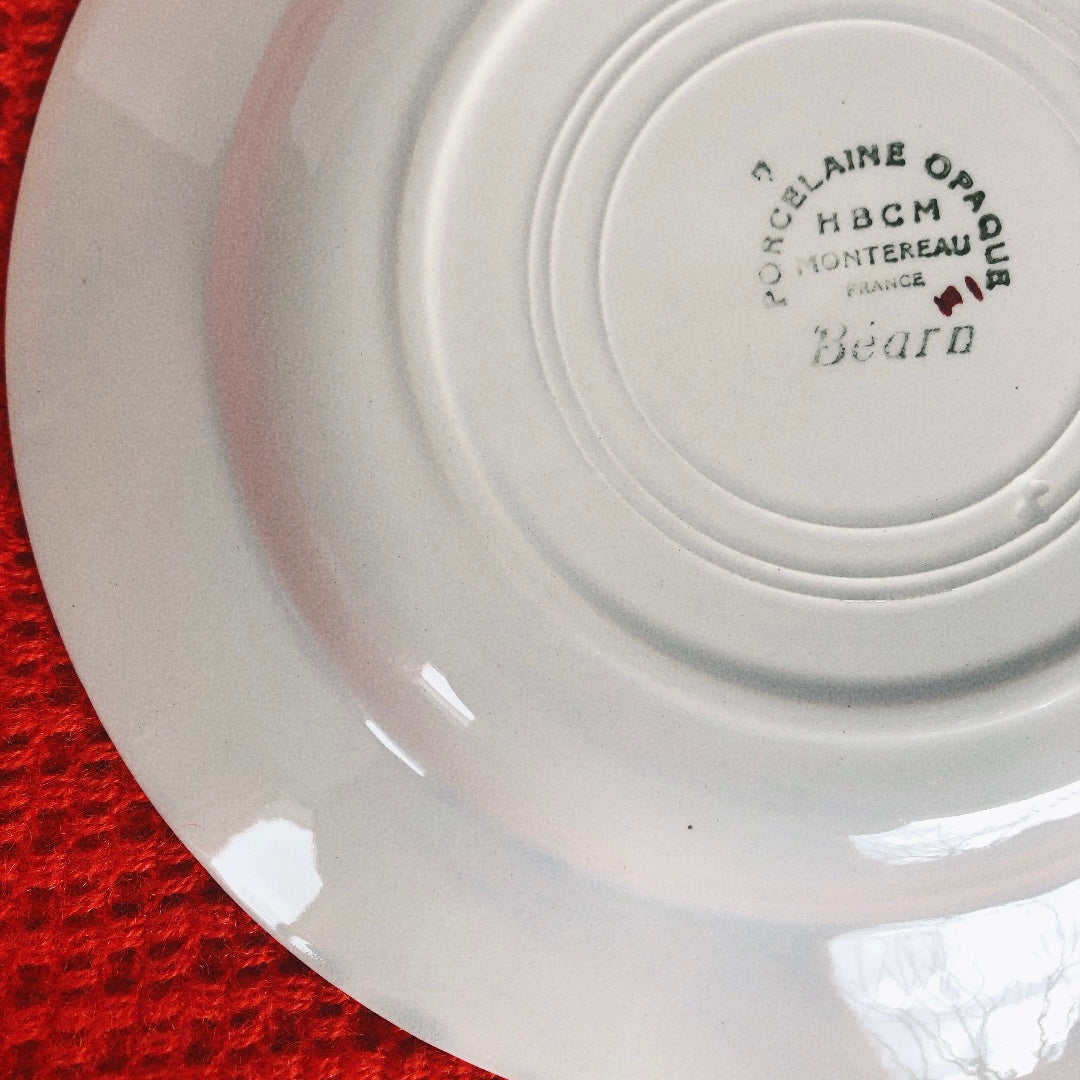 PORCELAINE OPAQUE
HBCM
MONTEREAU
FRANCE
Béarn